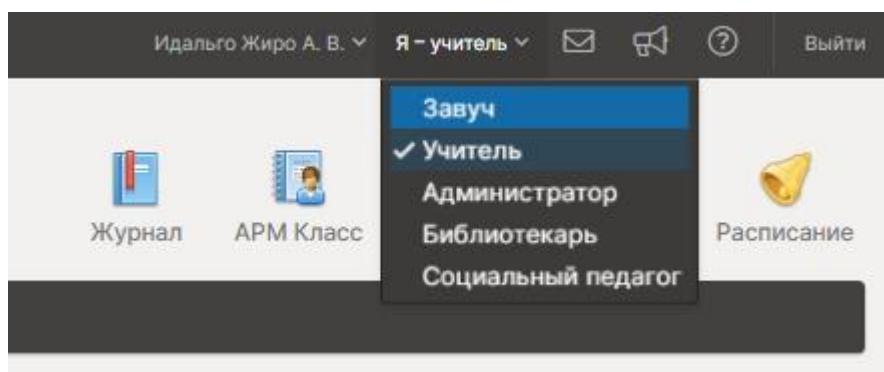 Идальго Жиро А. В. Я – учитель Выйти
Завуч
Учитель
Администратор
Библиотекарь
Социальный педагог
Журнал
АРМ Класс
Расписание